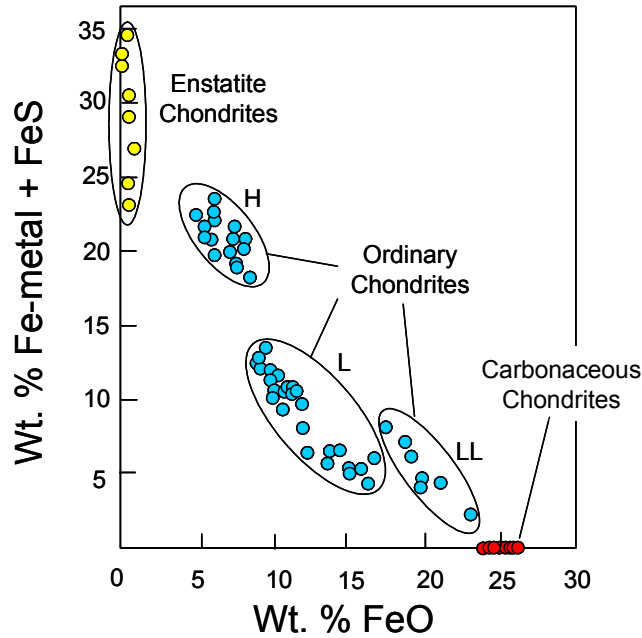 Wt. % Fe-metal + FeS
35
30
25
20
15
10
5
Enstatite
Chondrites
H
Ordinary
Chondrites
L
Carbonaceous
Chondrites
LL
0
5
10
15
20
25
30
Wt. % FeO